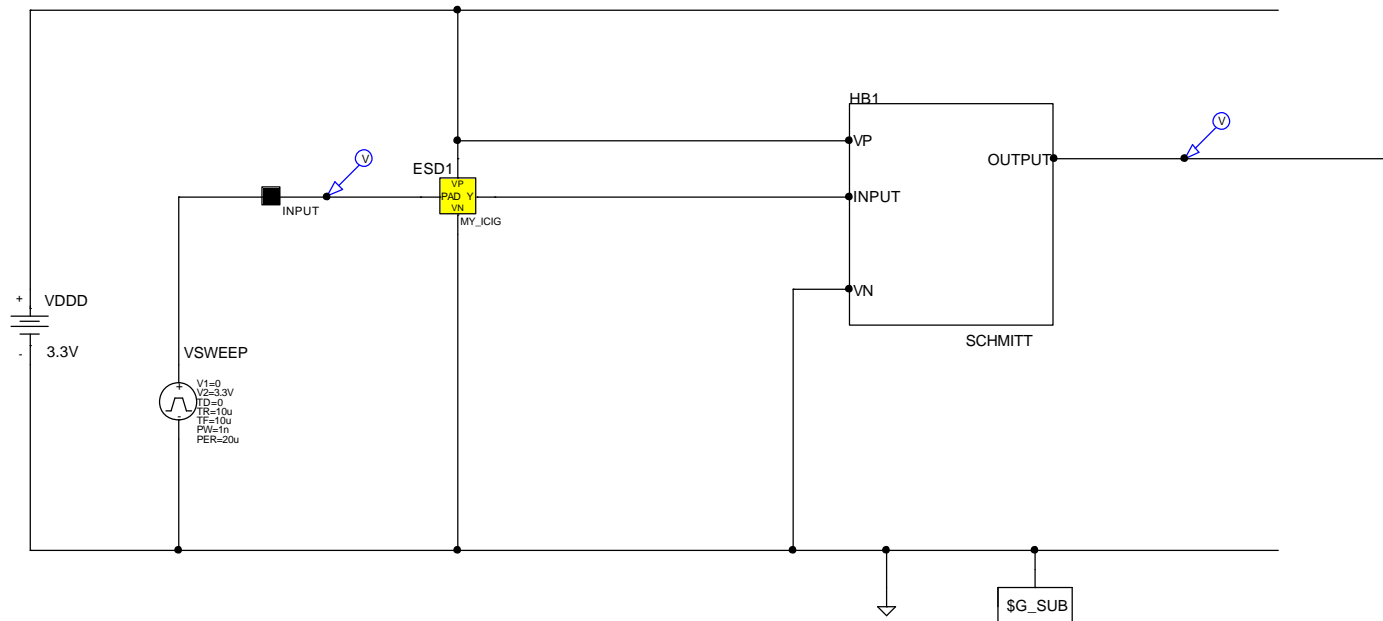 HB1
VP
OUTPUT
V
V
ESD1
VP
PAD Y
VN
MY_ICIG
INPUT
INPUT
+
VDDD
-
3.3V
VN
SCHMITT
VSWEEP
+
-
V1=0
V2=3.3V
TD=0
TR=10u
TF=10u
PW=1n
PER=20u
$G_SUB